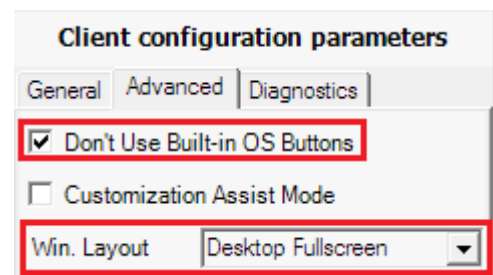 Client configuration parameters
General Advanced Diagnostics
Don't Use Built-in OS Buttons
Customization Assist Mode
Win. Layout Desktop Fullscreen